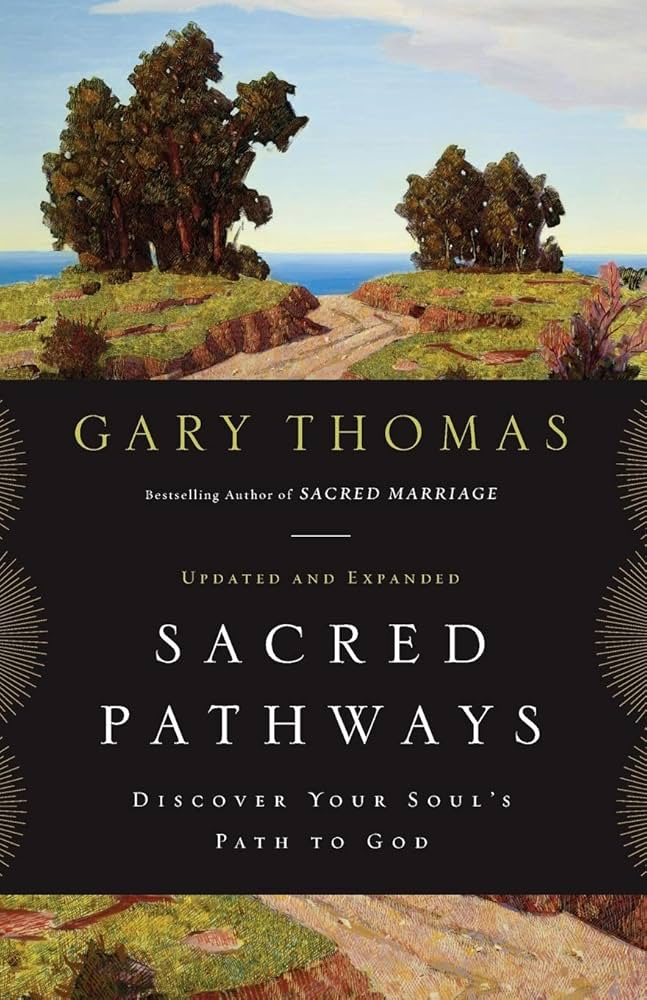 GARY THOMAS
Bestselling Author of SACRED MARRIAGE
UPDATED AND EXPANDED
SACRED
PATHWAYS
DISCOVER YOUR SOUL'S
PATH TO GOD